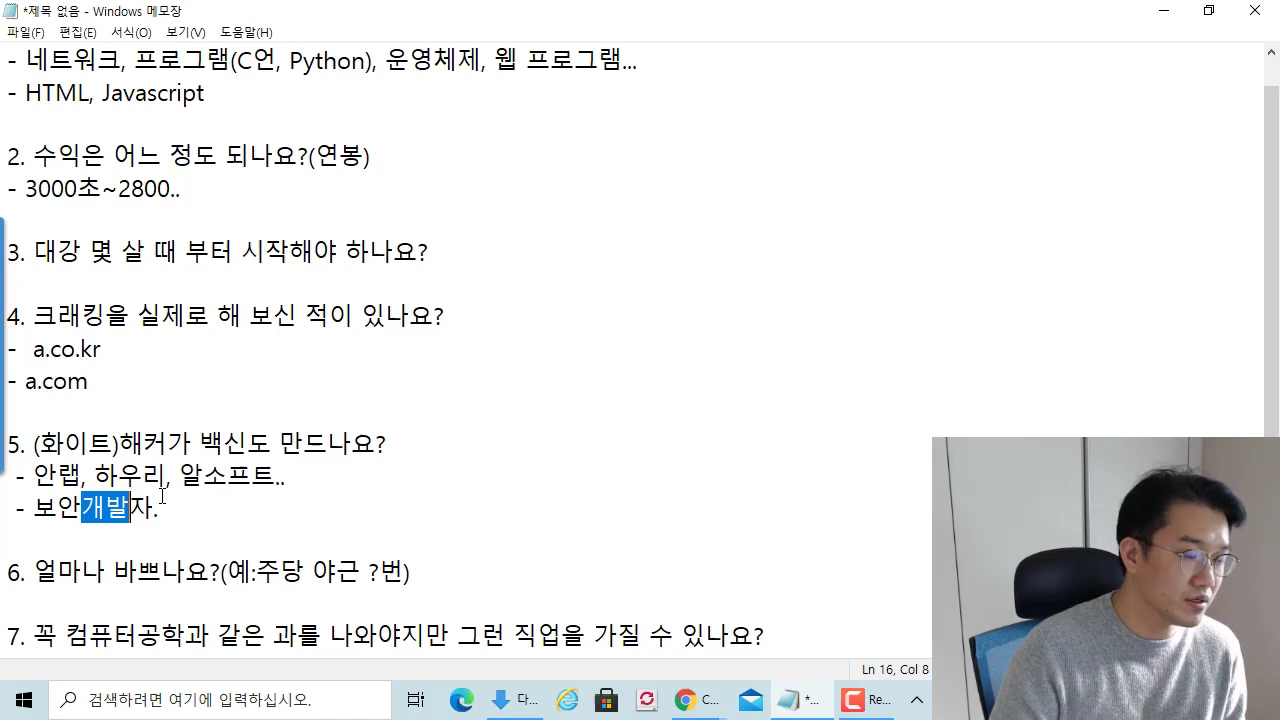 *제목 없음 - Windows 메모장
파일(F) 편집(E) 서식(O) 보기(V) 도움말(H)
- 네트워크, 프로그램(C언, Python), 운영체제, 웹 프로그램...
- HTML, Javascript
2. 수익은 어느 정도 되나요?(연봉)
- 3000초~2800..
3. 대강 몇 살 때 부터 시작해야 하나요?
4. 크래킹을 실제로 해 보신 적이 있나요?
- a.co.kr
- a.com
5. (화이트)해커가 백신도 만드나요?
- 안랩, 하우리, 알소프트..
- 보안개발자.
6. 얼마나 바쁘나요?(예:주당 야근 ?번)
7. 꼭 컴퓨터공학과 같은 과를 나와야지만 그런 직업을 가질 수 있나요?
Ln 16, Col 8
검색하려면 여기에 입력하십시오.
다...
C...
*...
Re...